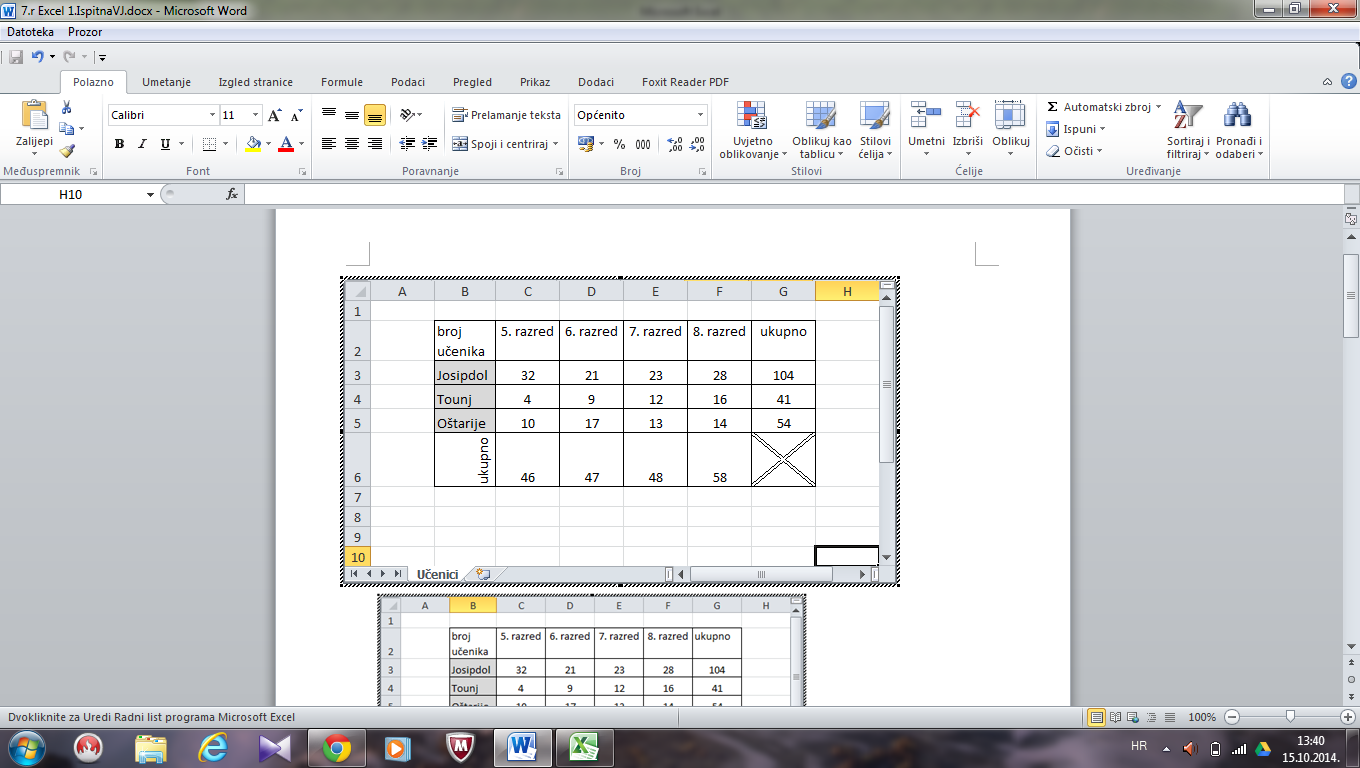 7.r Excel 1.IspitnaVJ.docx - Microsoft Word
Datoteka Prozor
Polazno Umetanje Izgled stranice Formule Podaci Pregled Prikaz Dodaci Foxit Reader PDF
Zalijepi
Calibri 11
Prelamanje teksta
Općenito
Uvjetno oblikovanje
Oblikuj kao tablicu
Stilovi ćelija
Umetni Izbriši Oblikuj
Σ Automatski zbroj
Ispuni
Očisti
Sortiraj i filtriraj
Pronađi i odaberi
B I U
A
Spoji i centriraj
% 000
Međuspremnik Font Poravnanje Broj Stilovi Ćelije Uređivanje
H10 fx
A B C D E F G H
1
2 broj učenika 5. razred 6. razred 7. razred 8. razred ukupno
3 Josipdol 32 21 23 28 104
4 Tounj 4 9 12 16 41
5 Oštarije 10 17 13 14 54
6 ukupno 46 47 48 58
7
8
9
10
Učenici
A B C D E F G H
1
2 broj učenika 5. razred 6. razred 7. razred 8. razred ukupno
3 Josipdol 32 21 23 28 104
4 Tounj 4 9 12 16 41
Dvokliknite za Uredi Radni list programa Microsoft Excel 100%
HR 13:40
15.10.2014.